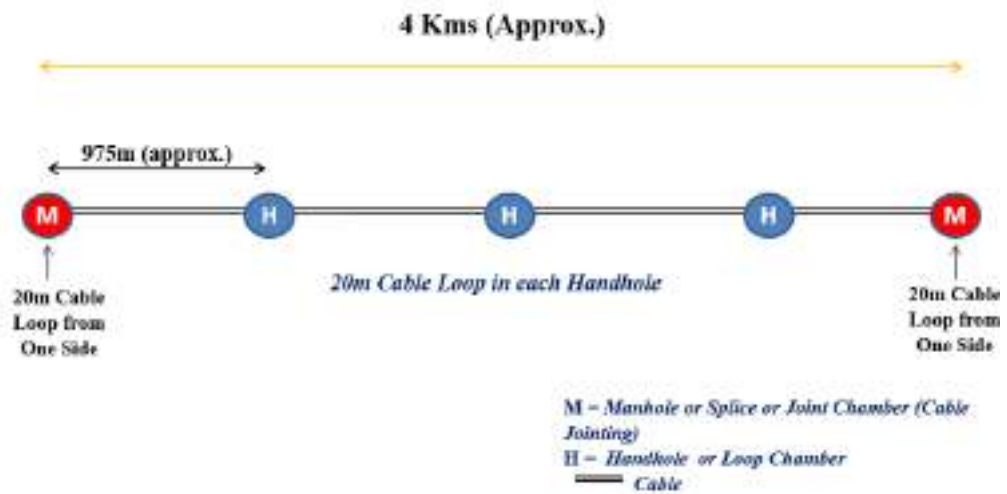 4 Kms (Approx.)
975m (approx.)
M
H
H
H
M
20m Cable
Loop from
One Side
20m Cable Loop in each Handhole
20m Cable
Loop from
One Side
M = Manhole or Splice or Joint Chamber (Cable
Jointing)
H = Handhole or Loop Chamber
Cable